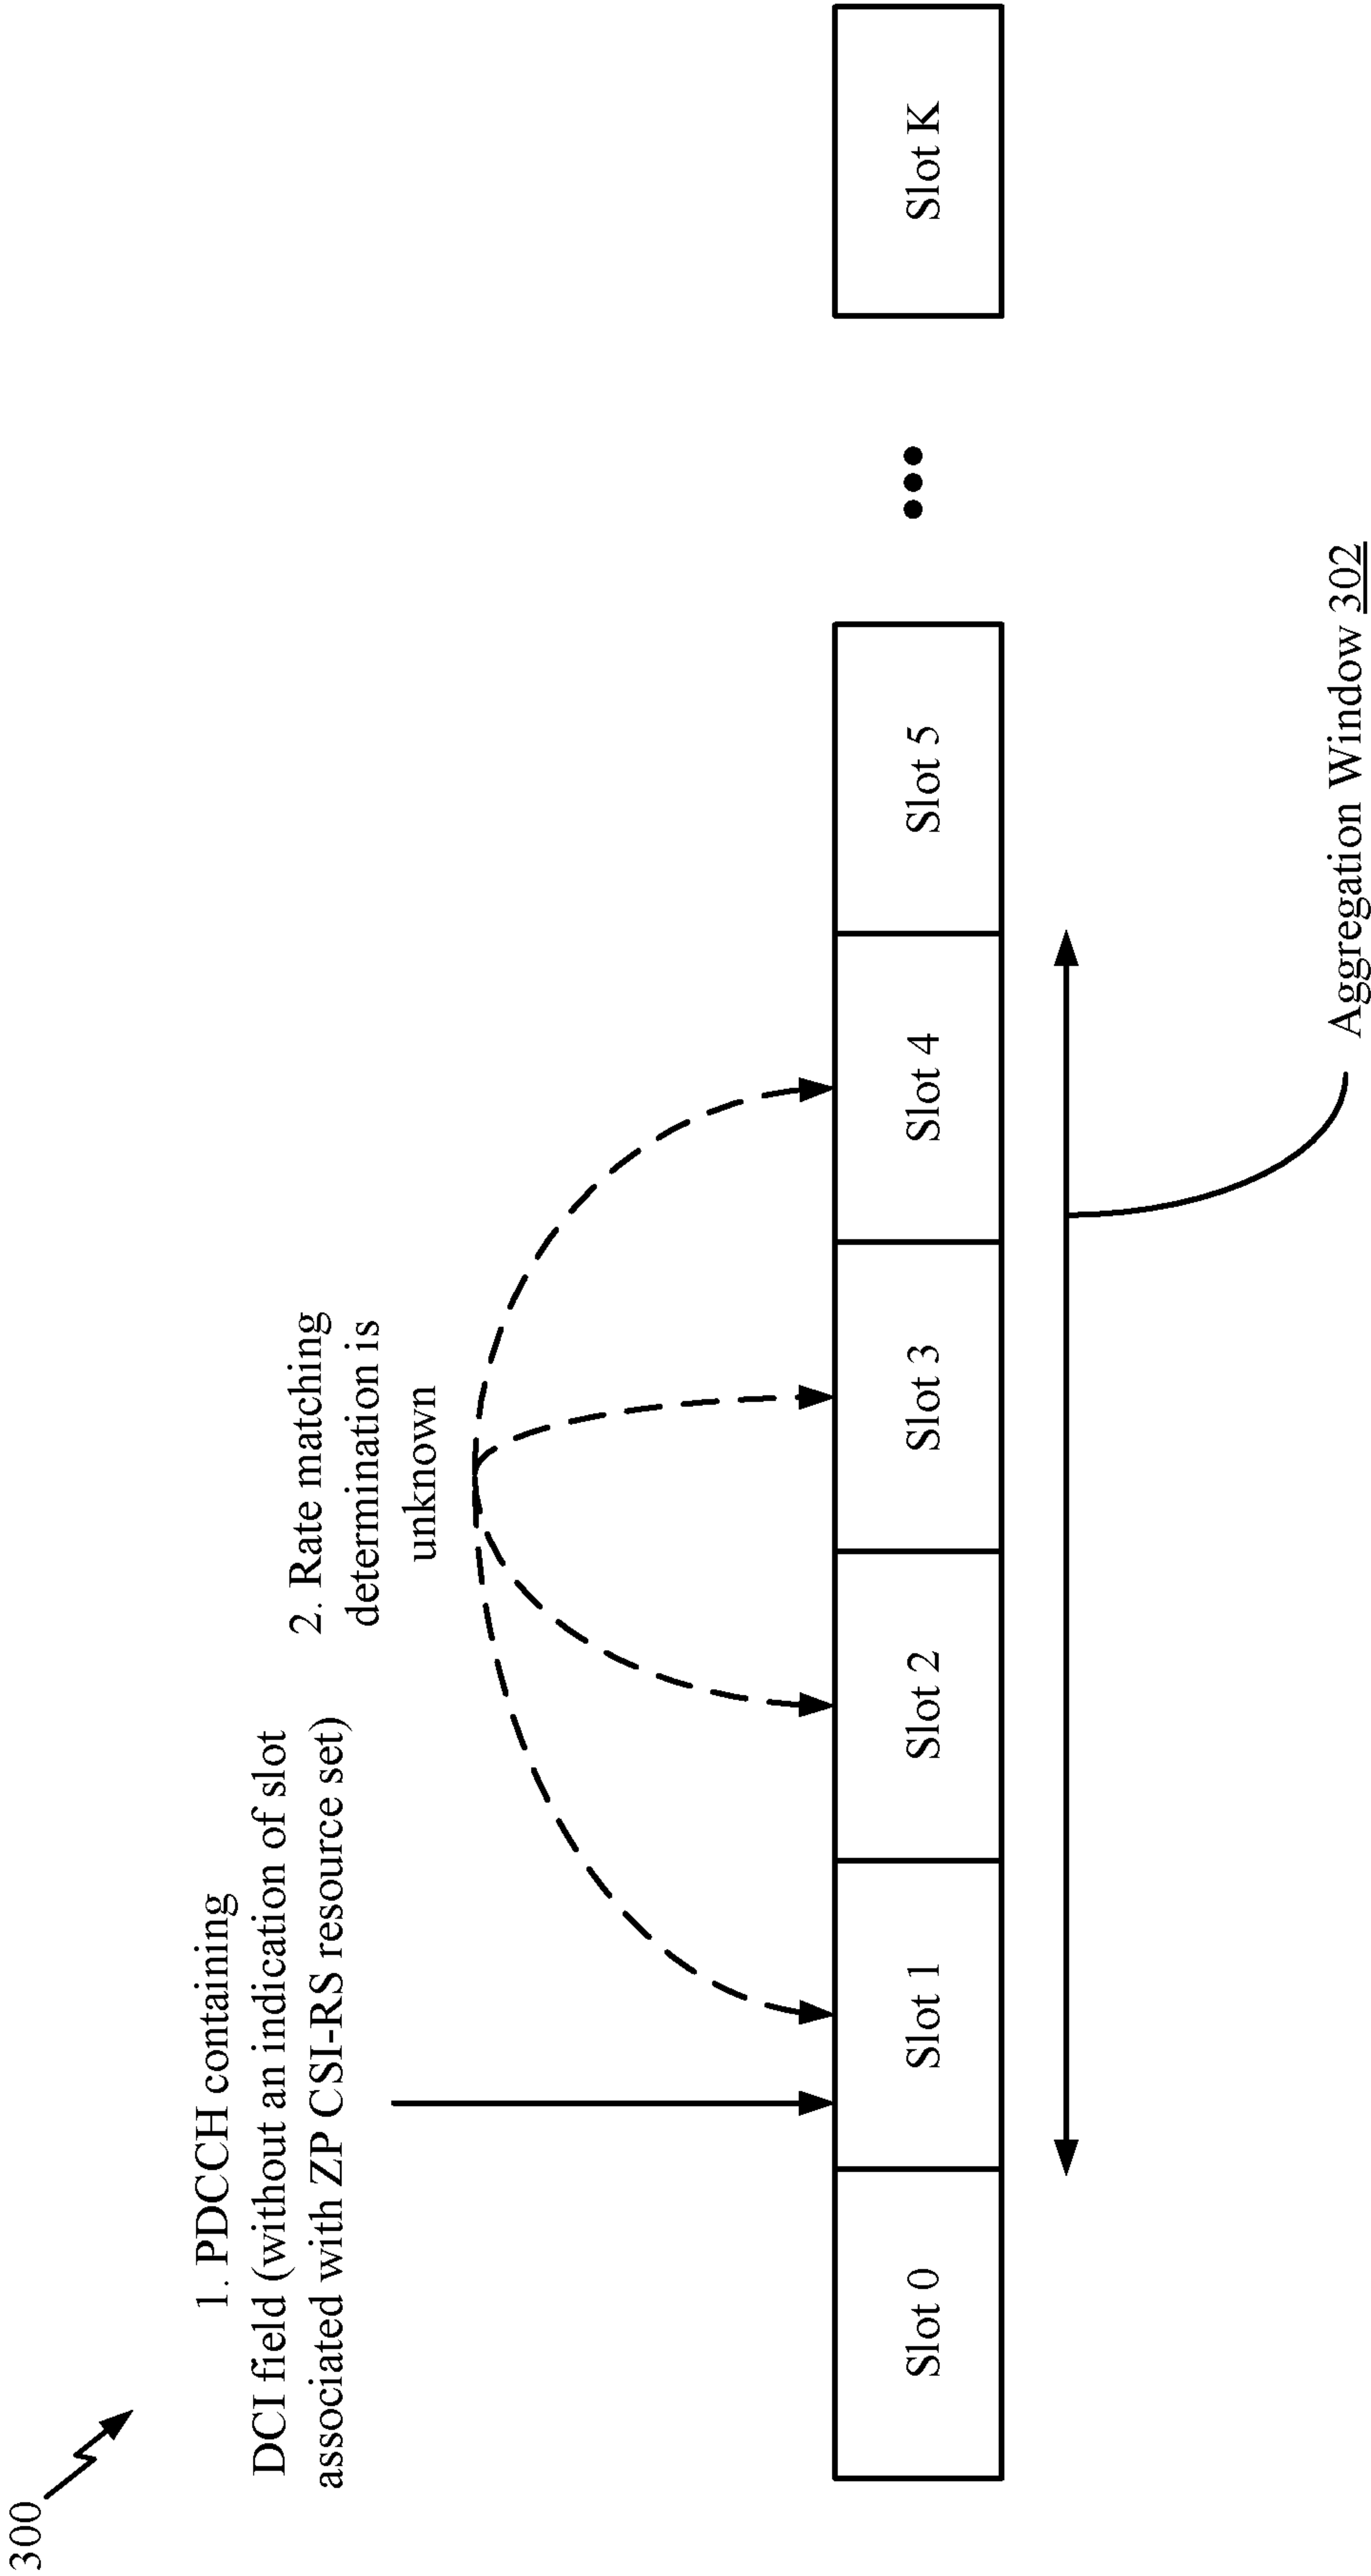 300
1. PDCCH containing
DCI field (without an indication of slot
associated with ZP CSI-RS resource set)
2. Rate matching
determination is
unknown
Slot 0
Slot 1
Slot 2
Slot 3
Slot 4
Slot 5
•••
Slot K
Aggregation Window 302